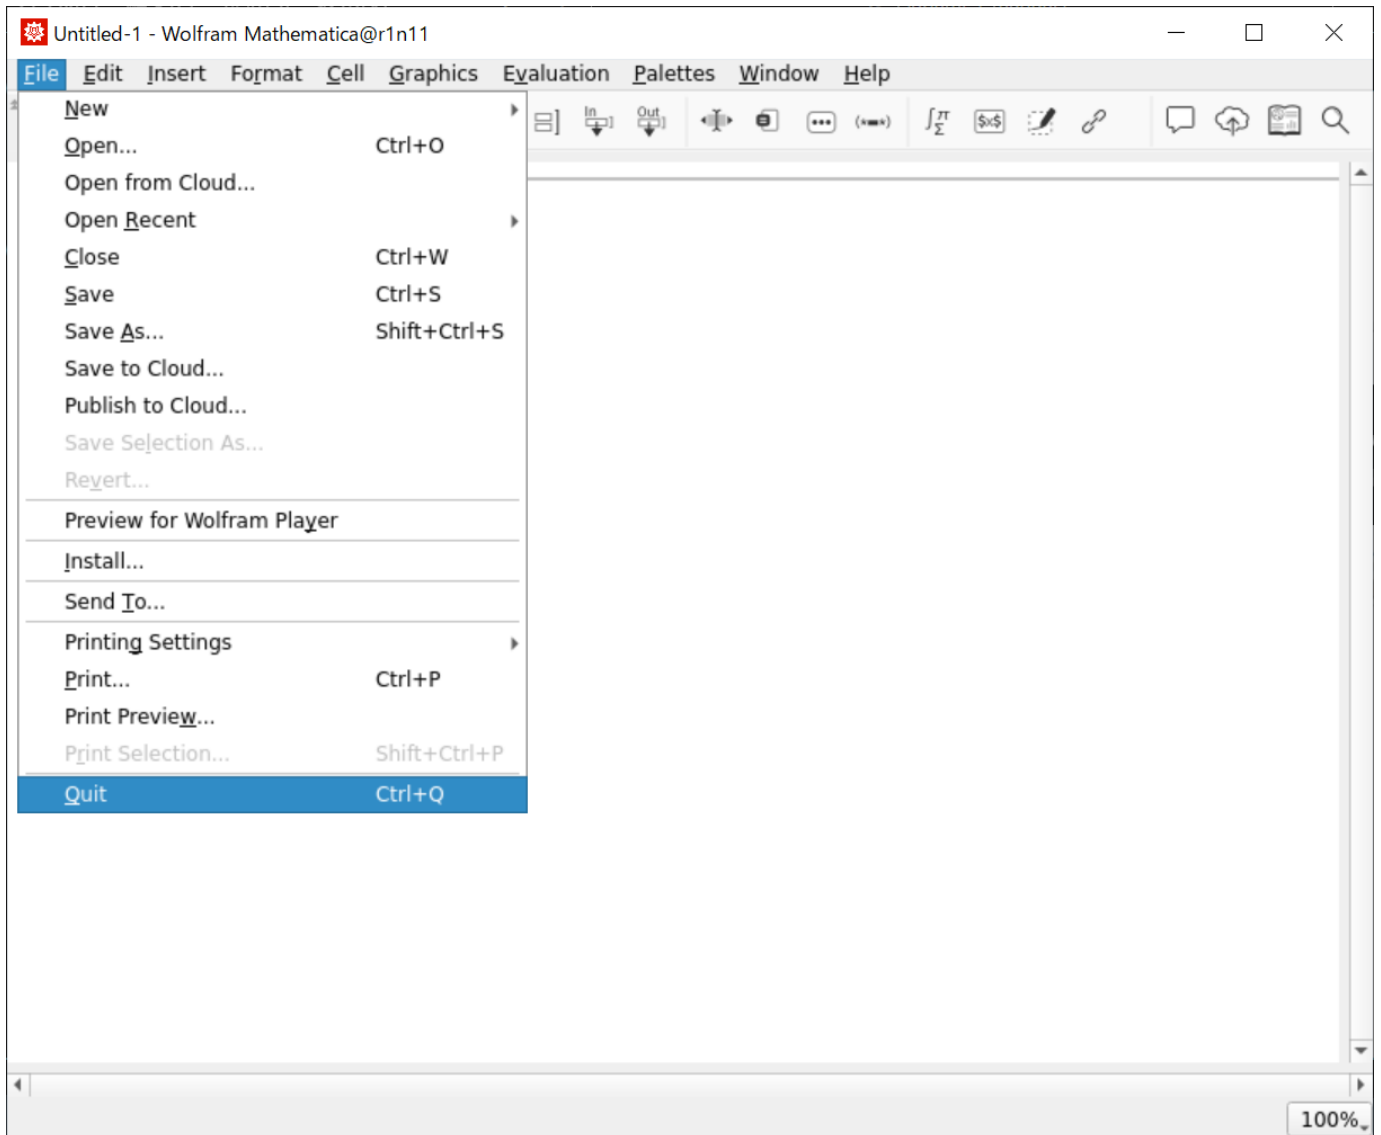 Untitled-1 - Wolfram Mathematica@r1n11
File Edit Insert Format Cell Graphics Evaluation Palettes Window Help
New
In Out ∫π Σ $x$
Open... Ctrl+O
Open from Cloud...
Open Recent
Close Ctrl+W
Save Ctrl+S
Save As... Shift+Ctrl+S
Save to Cloud...
Publish to Cloud...
Save Selection As...
Revert...
Preview for Wolfram Player
Install...
Send To...
Printing Settings
Print... Ctrl+P
Print Preview...
Print Selection... Shift+Ctrl+P
Quit Ctrl+Q
100%